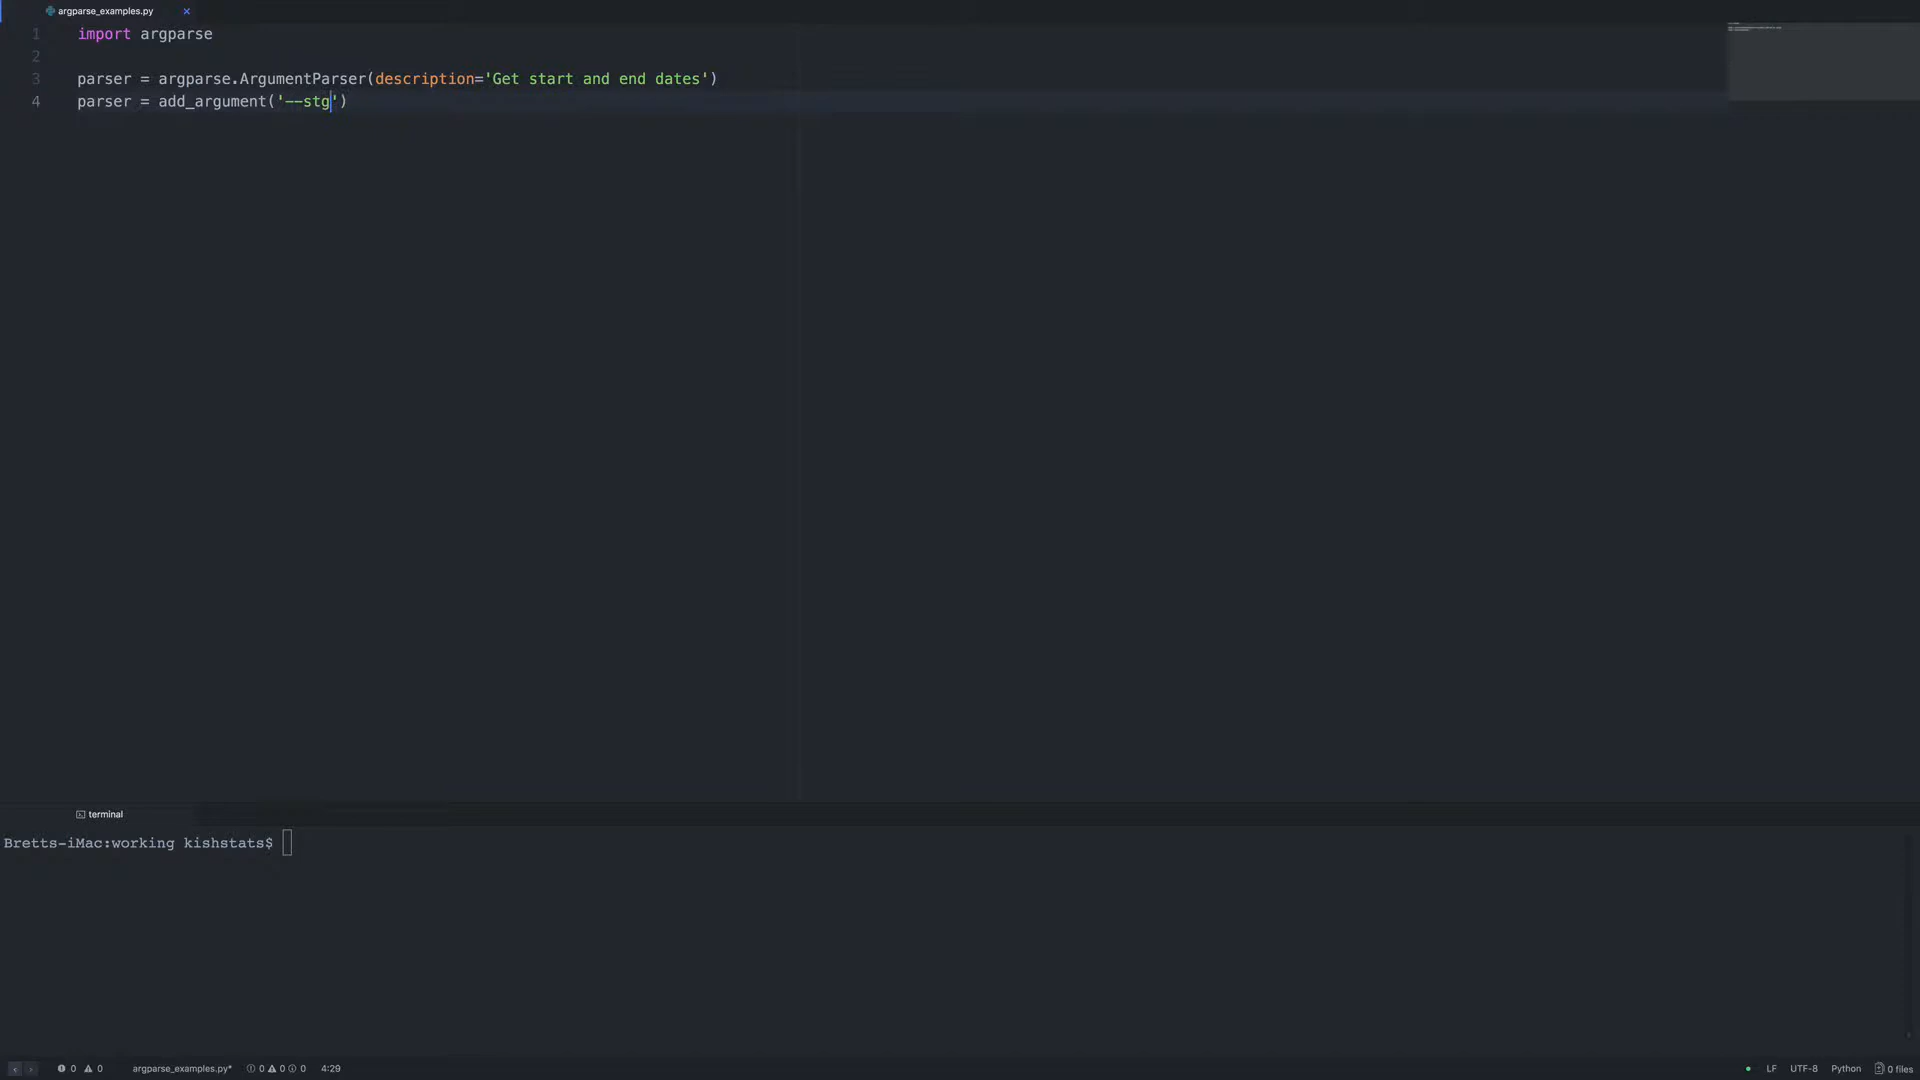 argparse_examples.py
1 import argparse
2
3 parser = argparse.ArgumentParser(description='Get start and end dates')
4 parser = add_argument('--stg')
terminal
Bretts-iMac:working kishstats$
0 0 argparse_examples.py* 0 0 0 4:29 LF UTF-8 Python 0 files